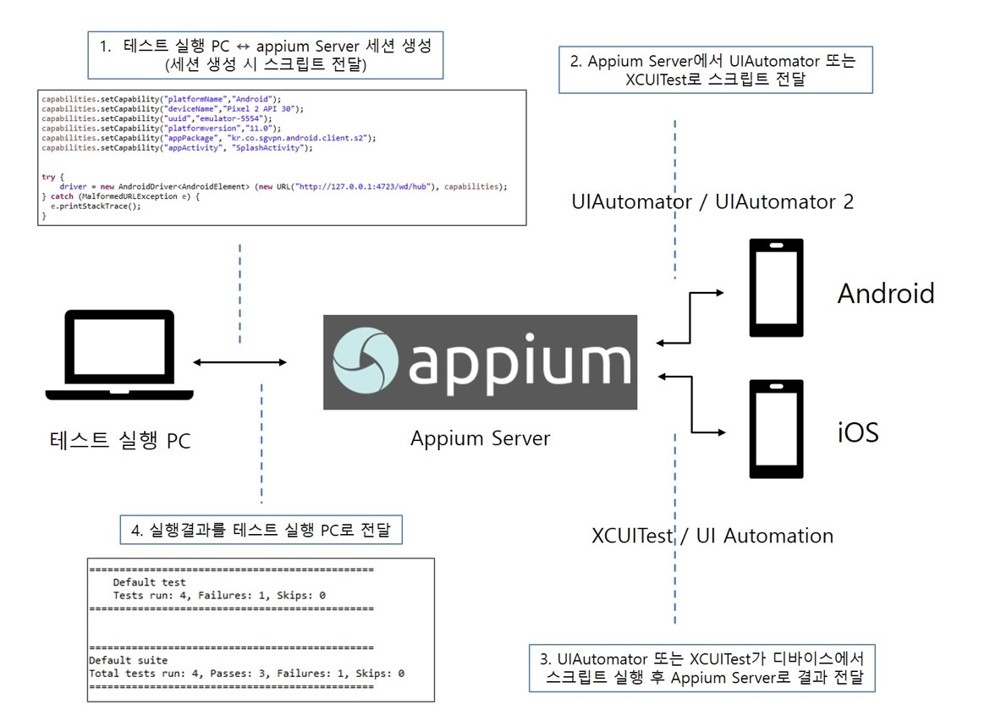 1. 테스트 실행 PC ↔ appium Server 세션 생성
(세션 생성 시 스크립트 전달)
capabilities.setCapability("platformName","Android");
capabilities.setCapability("deviceName","Pixel 2 API 30");
capabilities.setCapability("uuid","emulator-5554");
capabilities.setCapability("platformversion","11.0");
capabilities.setCapability("appPackage", "kr.co.sgvpn.android.client.s2");
capabilities.setCapability("appActivity", "SplashActivity");
try {
driver = new AndroidDriver<AndroidElement> (new URL("http://127.0.0.1:4723/wd/hub"), capabilities);
} catch (MalformedURLException e) {
e.printStackTrace();
}
2. Appium Server에서 UIAutomator 또는
XCUITest로 스크립트 전달
UIAutomator / UIAutomator 2
Android
appium
테스트 실행 PC
Appium Server
iOS
XCUITest / UI Automation
4. 실행결과를 테스트 실행 PC로 전달
===============================================
Default test
Tests run: 4, Failures: 1, Skips: 0
===============================================
===============================================
Default suite
Total tests run: 4, Passes: 3, Failures: 1, Skips: 0
===============================================
3. UIAutomator 또는 XCUITest가 디바이스에서
스크립트 실행 후 Appium Server로 결과 전달